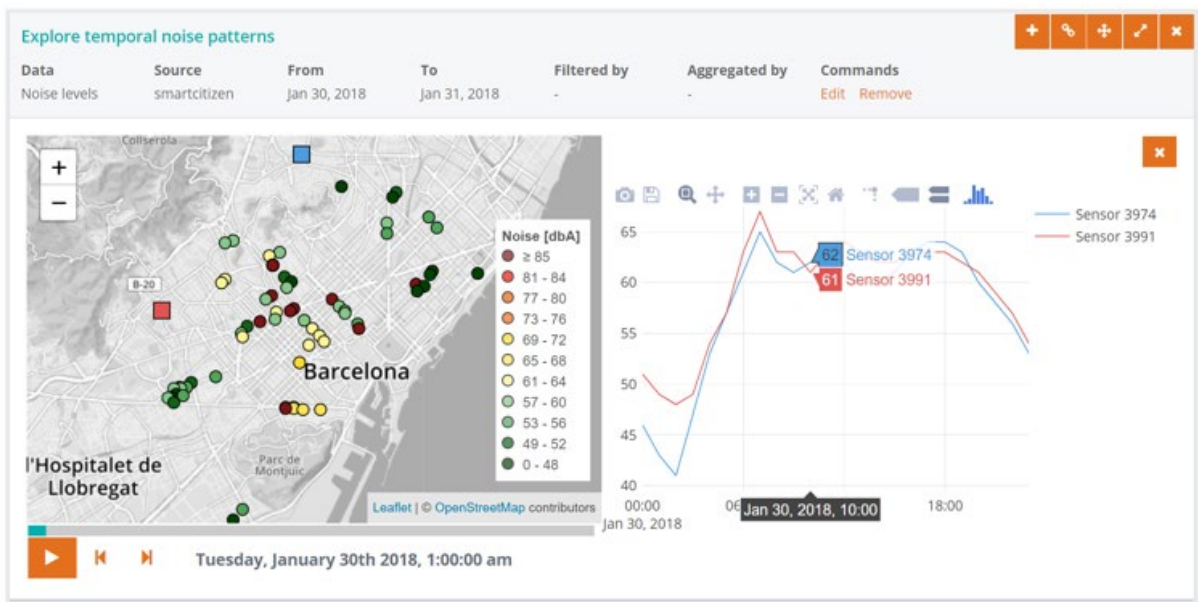 Explore temporal noise patterns
Data Source From To Filtered by Aggregated by Commands
Noise levels smartcitizen Jan 30, 2018 Jan 31, 2018 - - Edit Remove
Collserola
+
−
B-20
Barcelona
l'Hospitalet de
Llobregat
Parc de
Montjuïc
Noise [dbA]
≥ 85
81 - 84
77 - 80
73 - 76
69 - 72
65 - 68
61 - 64
57 - 60
53 - 56
49 - 52
0 - 48
Leaflet | © OpenStreetMap contributors
Tuesday, January 30th 2018, 1:00:00 am
65
60
55
50
45
40
62 Sensor 3974
61 Sensor 3991
00:00
Jan 30, 2018
Jan 30, 2018, 10:00
18:00
Sensor 3974
Sensor 3991